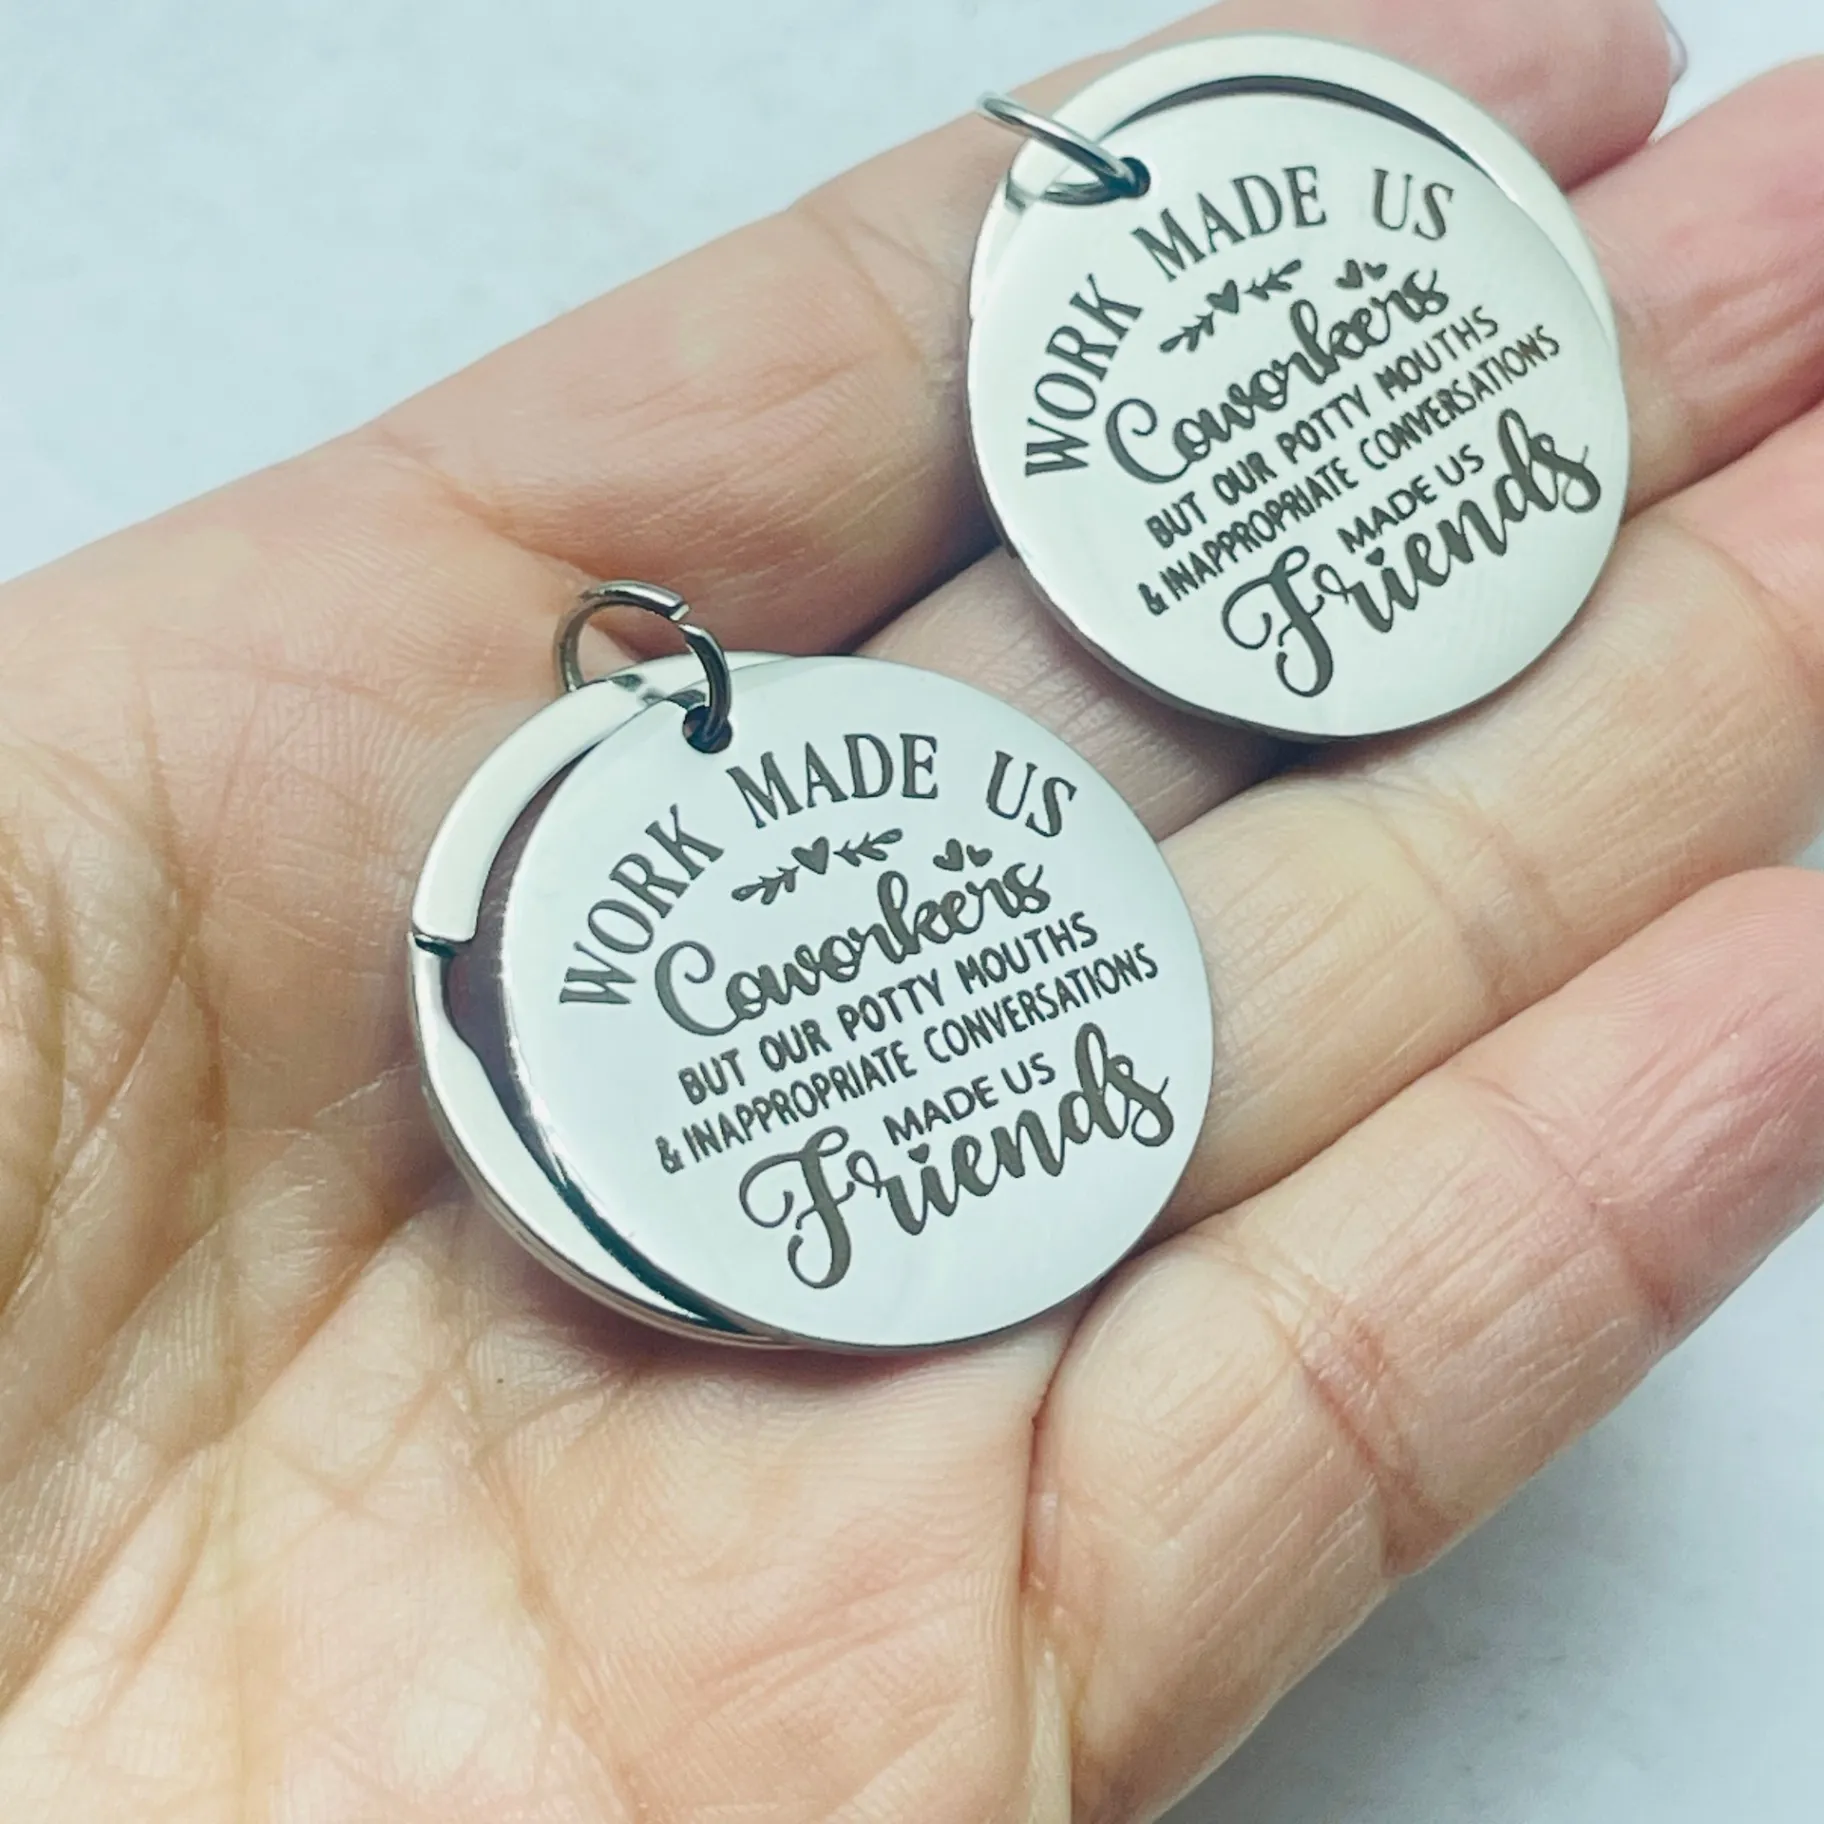 WORK MADE US
Coworkers
BUT OUR POTTY MOUTHS
& INAPPROPRIATE CONVERSATIONS
MADE US
Friends
WORK MADE US
Coworkers
BUT OUR POTTY MOUTHS
& INAPPROPRIATE CONVERSATIONS
MADE US
Friends